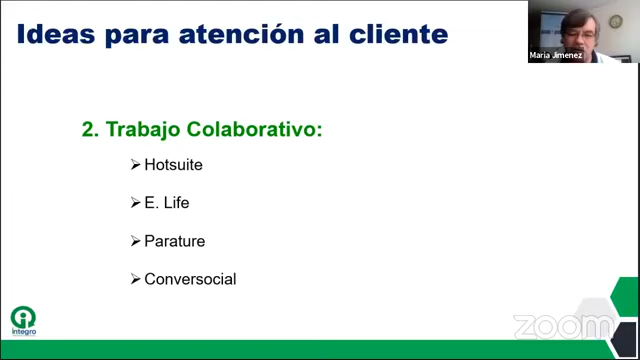 Ideas para atención al cliente
Maria Jimenez
2. Trabajo Colaborativo:
Hotsuite
E. Life
Parature
Conversocial
integro
zoom